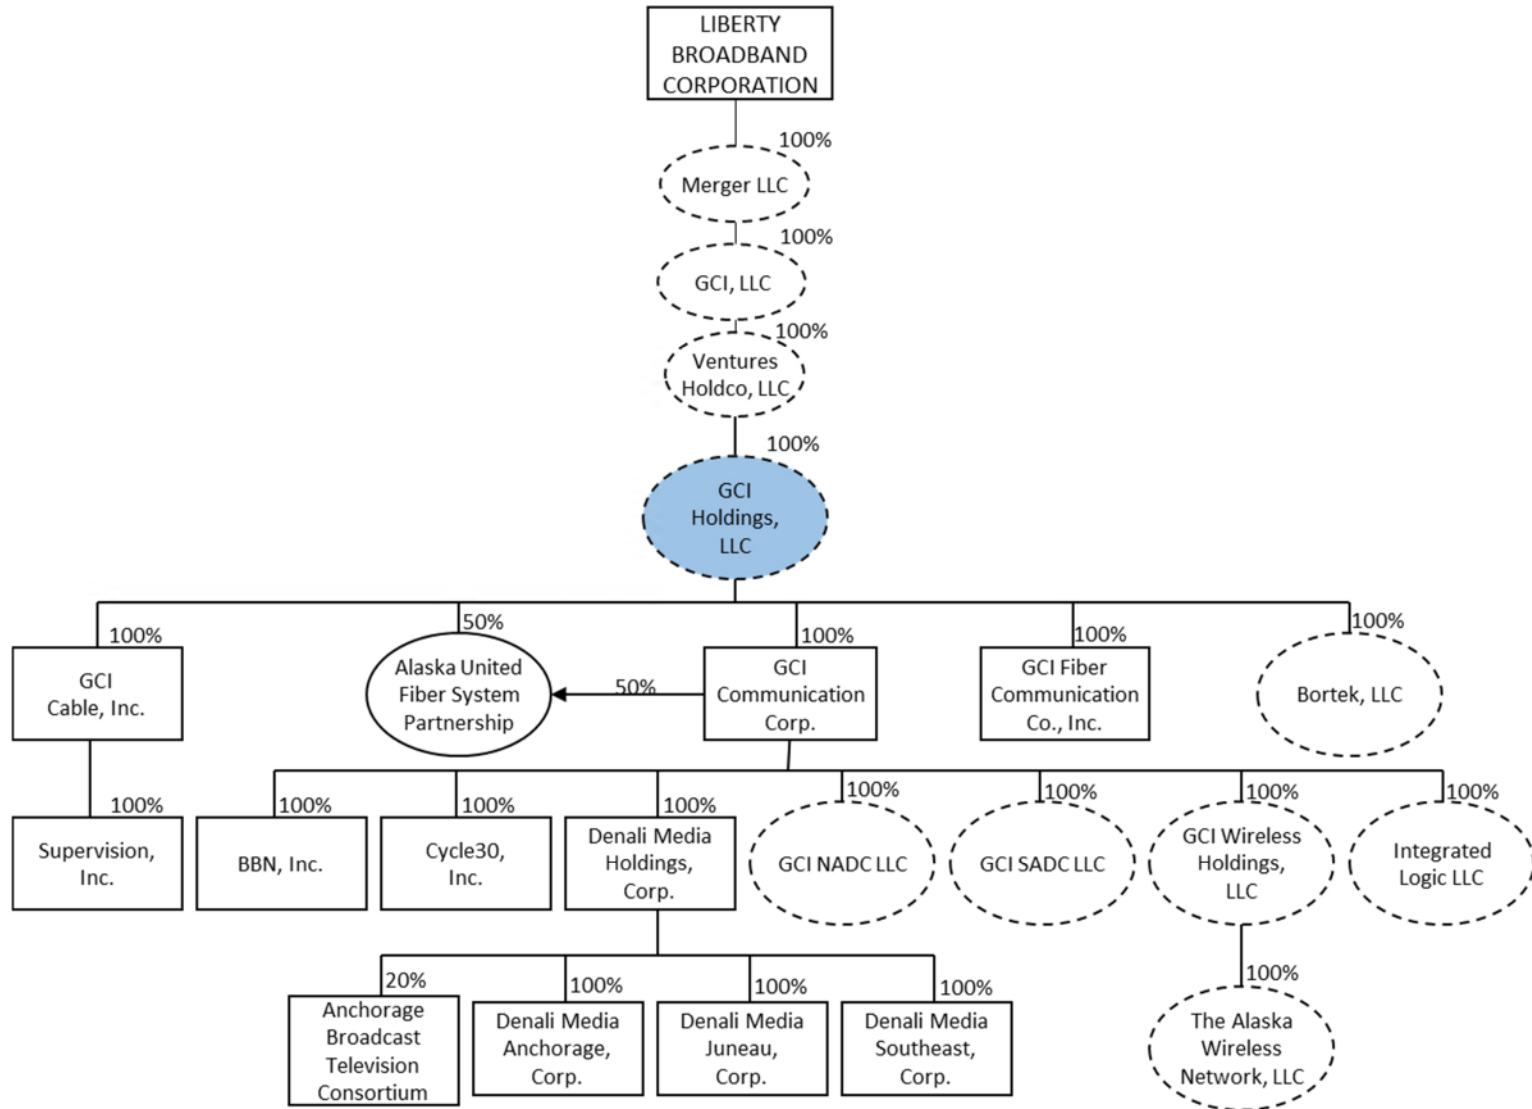 LIBERTY
BROADBAND
CORPORATION
100%
Merger LLC
100%
GCI, LLC
100%
Ventures
Holdco, LLC
100%
GCI
Holdings,
LLC
100%
50%
100%
100%
100%
GCI
Cable, Inc.
Alaska United
Fiber System
Partnership
50%
GCI
Communication
Corp.
GCI Fiber
Communication
Co., Inc.
Bortek, LLC
100%
100%
100%
100%
100%
100%
100%
100%
Supervision,
Inc.
BBN, Inc.
Cycle30,
Inc.
Denali Media
Holdings,
Corp.
GCI NADC LLC
GCI SADC LLC
GCI Wireless
Holdings,
LLC
Integrated
Logic LLC
20%
100%
100%
100%
100%
Anchorage
Broadcast
Television
Consortium
Denali Media
Anchorage,
Corp.
Denali Media
Juneau,
Corp.
Denali Media
Southeast,
Corp.
The Alaska
Wireless
Network, LLC